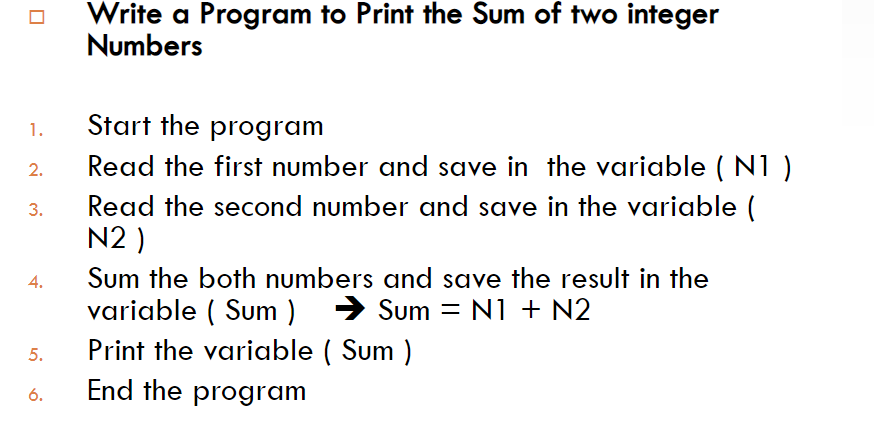 Write a Program to Print the Sum of two integer
Numbers
1. Start the program
2. Read the first number and save in the variable ( N1 )
3. Read the second number and save in the variable (
N2 )
4. Sum the both numbers and save the result in the
variable ( Sum ) ➔ Sum = N1 + N2
5. Print the variable ( Sum )
6. End the program